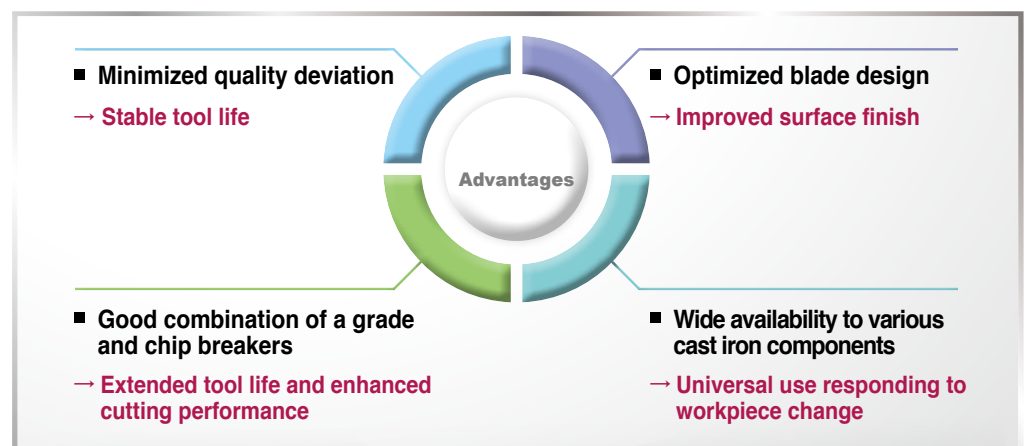 ■ Minimized quality deviation
→ Stable tool life
■ Optimized blade design
→ Improved surface finish
Advantages
■ Good combination of a grade
and chip breakers
→ Extended tool life and enhanced
cutting performance
■ Wide availability to various
cast iron components
→ Universal use responding to
workpiece change